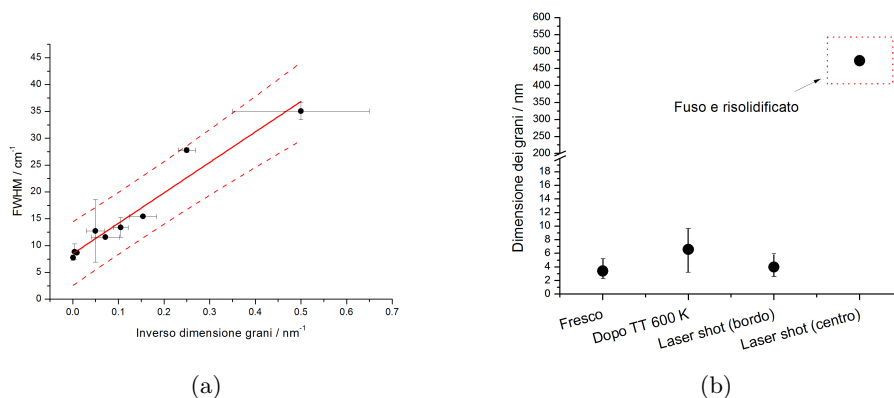 FWHM / cm-1
45
40
35
30
25
20
15
10
5
0
0.0 0.1 0.2 0.3 0.4 0.5 0.6 0.7
Inverso dimensione grani / nm-1
(a)
Dimensione dei grani / nm
600
550
500
450
400
350
300
250
200
18
16
14
12
10
8
6
4
2
0
Fuso e risolidificato
Fresco
Dopo TT 600 K
Laser shot (bordo)
Laser shot (centro)
(b)